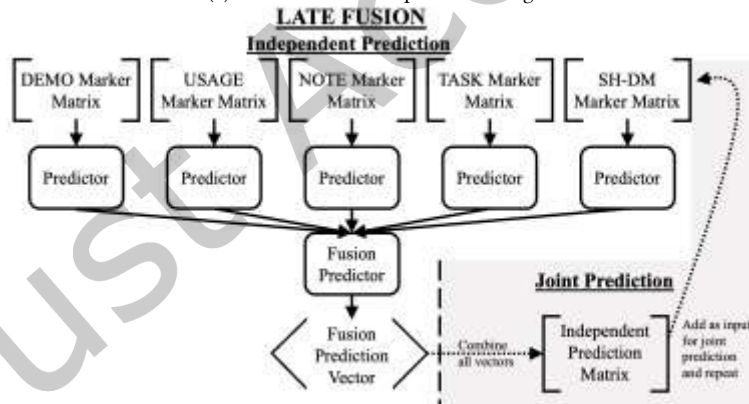 LATE FUSION
Independent Prediction
DEMO Marker
Matrix
USAGE
Marker Matrix
NOTE Marker
Matrix
TASK Marker
Matrix
SH-DM
Marker Matrix
Predictor
Predictor
Predictor
Predictor
Predictor
Fusion
Predictor
Joint Prediction
Fusion
Prediction
Vector
Combine
all vectors
Independent
Prediction
Matrix
Add as input
for joint
prediction
and repeat
ust Acc